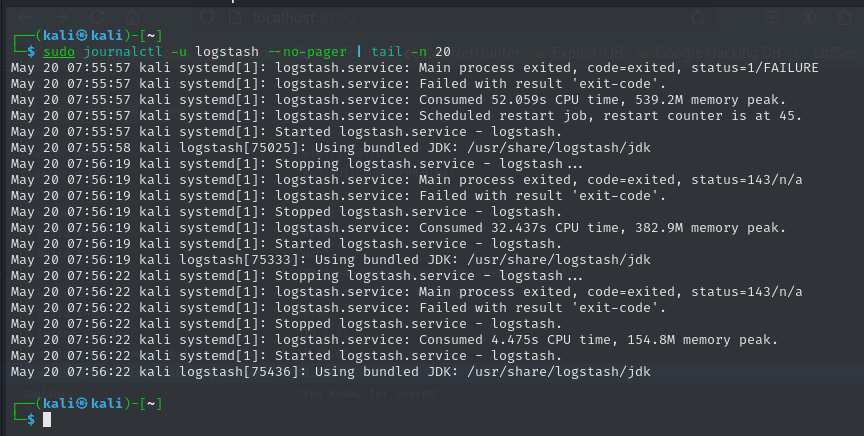 localhost:9200
(kali㉿kali)-[~]
$ sudo journalctl -u logstash --no-pager | tail -n 20
NetHunter Exploit-DB Google Hacking DB OffSec
May 20 07:55:57 kali systemd[1]: logstash.service: Main process exited, code=exited, status=1/FAILURE
May 20 07:55:57 kali systemd[1]: logstash.service: Failed with result 'exit-code'.
May 20 07:55:57 kali systemd[1]: logstash.service: Consumed 52.059s CPU time, 539.2M memory peak.
May 20 07:55:57 kali systemd[1]: logstash.service: Scheduled restart job, restart counter is at 45.
May 20 07:55:57 kali systemd[1]: Started logstash.service - logstash.
May 20 07:55:58 kali logstash[75025]: Using bundled JDK: /usr/share/logstash/jdk
May 20 07:56:19 kali systemd[1]: Stopping logstash.service - logstash...
May 20 07:56:19 kali systemd[1]: logstash.service: Main process exited, code=exited, status=143/n/a
May 20 07:56:19 kali systemd[1]: logstash.service: Failed with result 'exit-code'.
May 20 07:56:19 kali systemd[1]: Stopped logstash.service - logstash.
May 20 07:56:19 kali systemd[1]: logstash.service: Consumed 32.437s CPU time, 382.9M memory peak.
May 20 07:56:19 kali systemd[1]: Started logstash.service - logstash.
May 20 07:56:19 kali logstash[75333]: Using bundled JDK: /usr/share/logstash/jdk
May 20 07:56:22 kali systemd[1]: Stopping logstash.service - logstash...
May 20 07:56:22 kali systemd[1]: logstash.service: Main process exited, code=exited, status=143/n/a
May 20 07:56:22 kali systemd[1]: logstash.service: Failed with result 'exit-code'.
May 20 07:56:22 kali systemd[1]: Stopped logstash.service - logstash.
May 20 07:56:22 kali systemd[1]: logstash.service: Consumed 4.475s CPU time, 154.8M memory peak.
May 20 07:56:22 kali systemd[1]: Started logstash.service - logstash.
May 20 07:56:22 kali logstash[75436]: Using bundled JDK: /usr/share/logstash/jdk
"You Know, for Search"
(kali㉿kali)-[~]
$